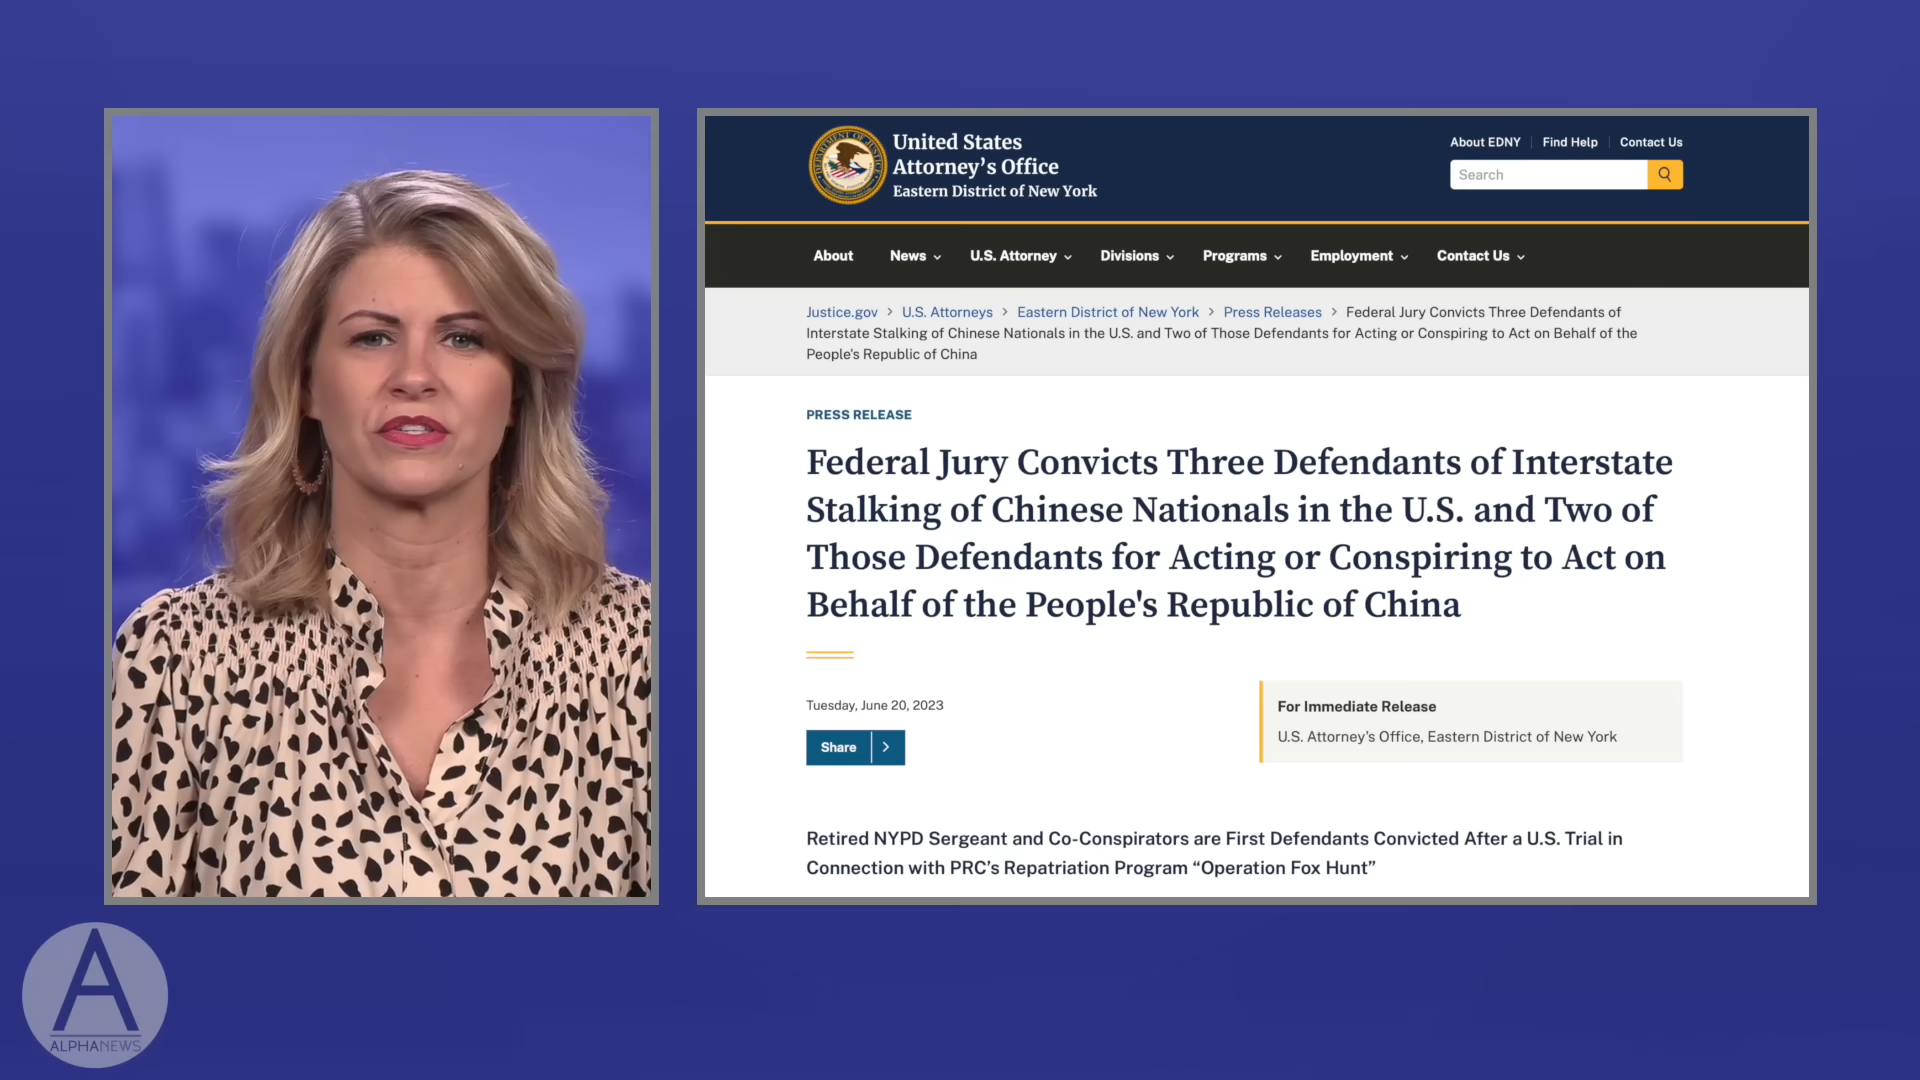 United States
Attorney’s Office
Eastern District of New York
About EDNY
Find Help
Contact Us
Search
About
News
U.S. Attorney
Divisions
Programs
Employment
Contact Us
Justice.gov > U.S. Attorneys > Eastern District of New York > Press Releases > Federal Jury Convicts Three Defendants of
Interstate Stalking of Chinese Nationals in the U.S. and Two of Those Defendants for Acting or Conspiring to Act on Behalf of the
People's Republic of China
PRESS RELEASE
Federal Jury Convicts Three Defendants of Interstate
Stalking of Chinese Nationals in the U.S. and Two of
Those Defendants for Acting or Conspiring to Act on
Behalf of the People's Republic of China
Tuesday, June 20, 2023
Share >
For Immediate Release
U.S. Attorney’s Office, Eastern District of New York
Retired NYPD Sergeant and Co-Conspirators are First Defendants Convicted After a U.S. Trial in
Connection with PRC’s Repatriation Program “Operation Fox Hunt”
A
ALPHANEWS